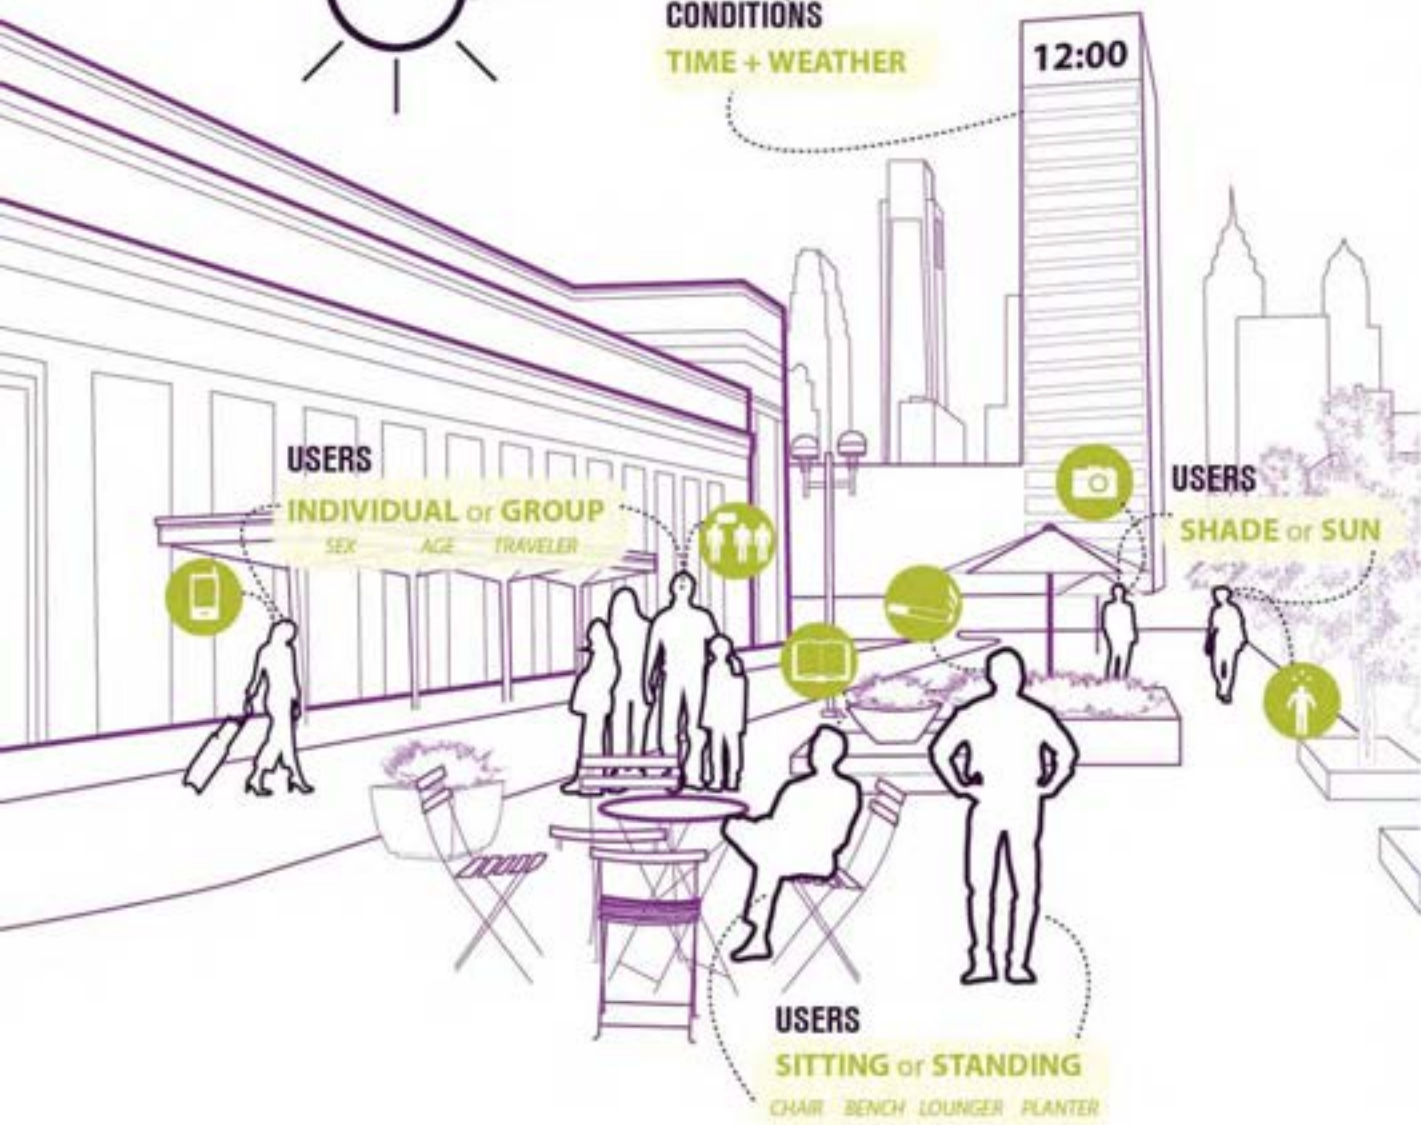 CONDITIONS
TIME + WEATHER
12:00
USERS
INDIVIDUAL or GROUP
SEX AGE TRAVELER
USERS
SHADE or SUN
USERS
SITTING or STANDING
CHAIR BENCH LOUNGER PLANTER